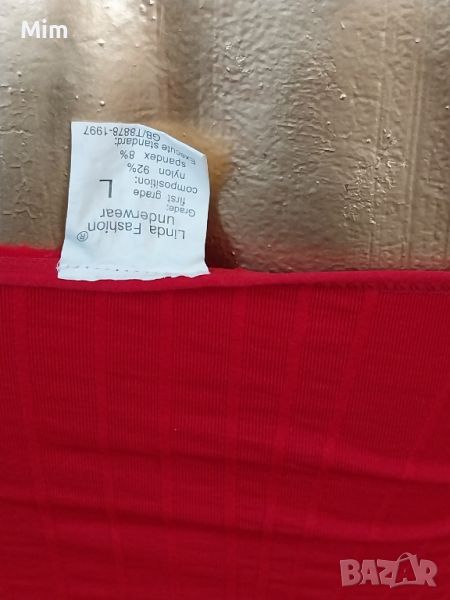 Mim
Linda Fashion ®
underwear
Grade:
first grade
L
composition:
nylon 92%
spandex 8%
Execute standard:
GB/T8878-1997
BAZAR